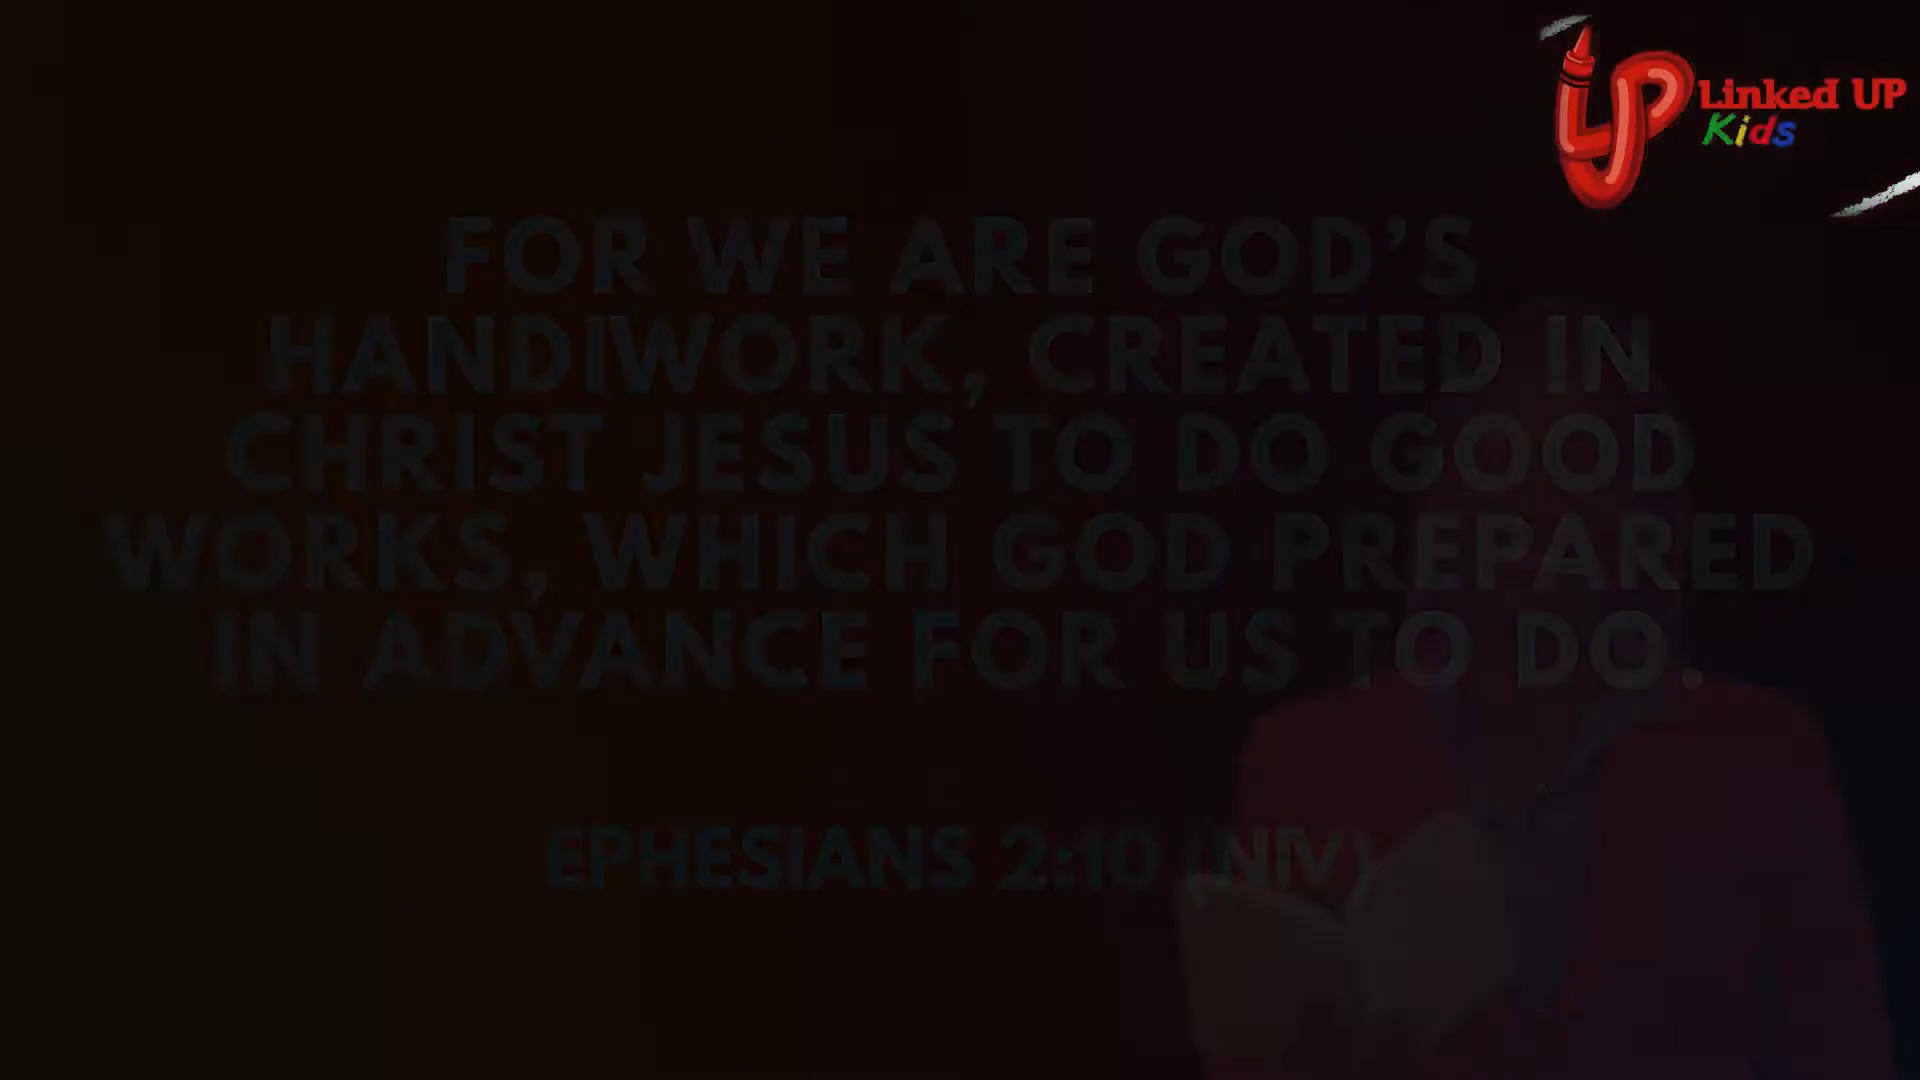 Linked UP
Kids
FOR WE ARE GOD'S
HANDIWORK, CREATED IN
CHRIST JESUS TO DO GOOD
WORKS, WHICH GOD PREPARED
IN ADVANCE FOR US TO DO.
EPHESIANS 2:10 (NIV)